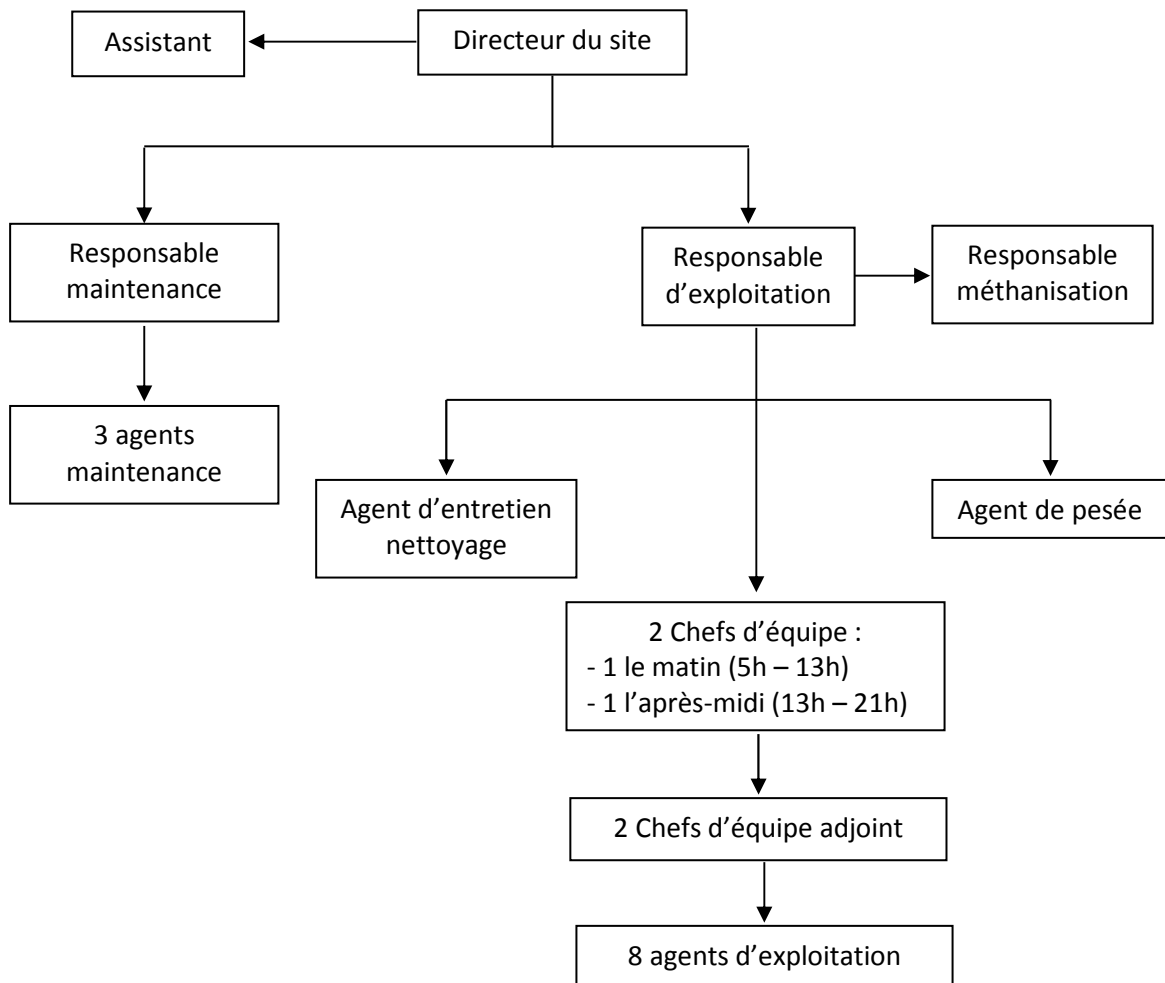 Assistant
Directeur du site
Responsable
maintenance
Responsable
d’exploitation
Responsable
méthanisation
3 agents
maintenance
Agent d’entretien
nettoyage
Agent de pesée
2 Chefs d’équipe :
- 1 le matin (5h – 13h)
- 1 l’après-midi (13h – 21h)
2 Chefs d’équipe adjoint
8 agents d’exploitation